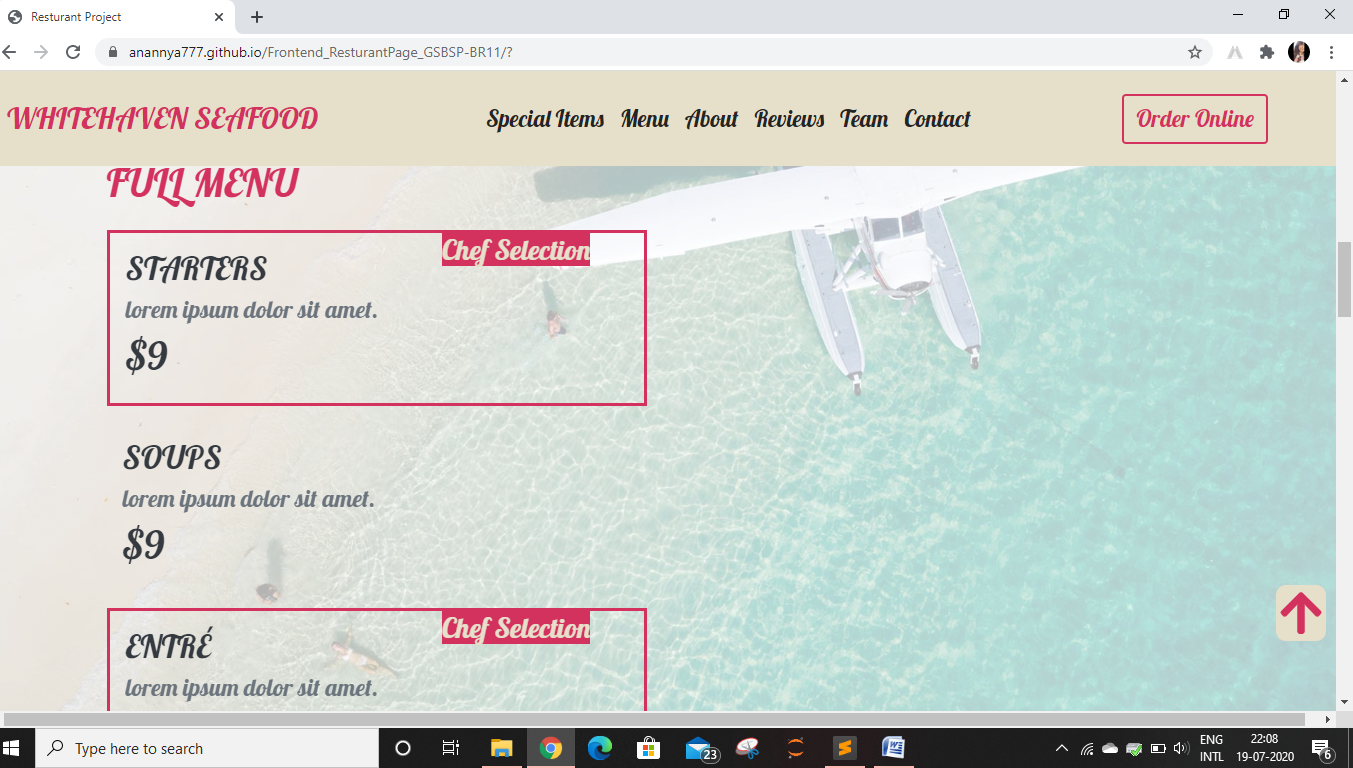 Resturant Project
anannya777.github.io/Frontend_ResturantPage_GSBSP-BR11/?
WHITEHAVEN SEAFOOD
Special Items Menu About Reviews Team Contact
Order Online
FULL MENU
Chef Selection
STARTERS
lorem ipsum dolor sit amet.
$9
SOUPS
lorem ipsum dolor sit amet.
$9
Chef Selection
ENTRÉ
lorem ipsum dolor sit amet.
Type here to search
23
W
ENG
INTL
22:08
19-07-2020
6